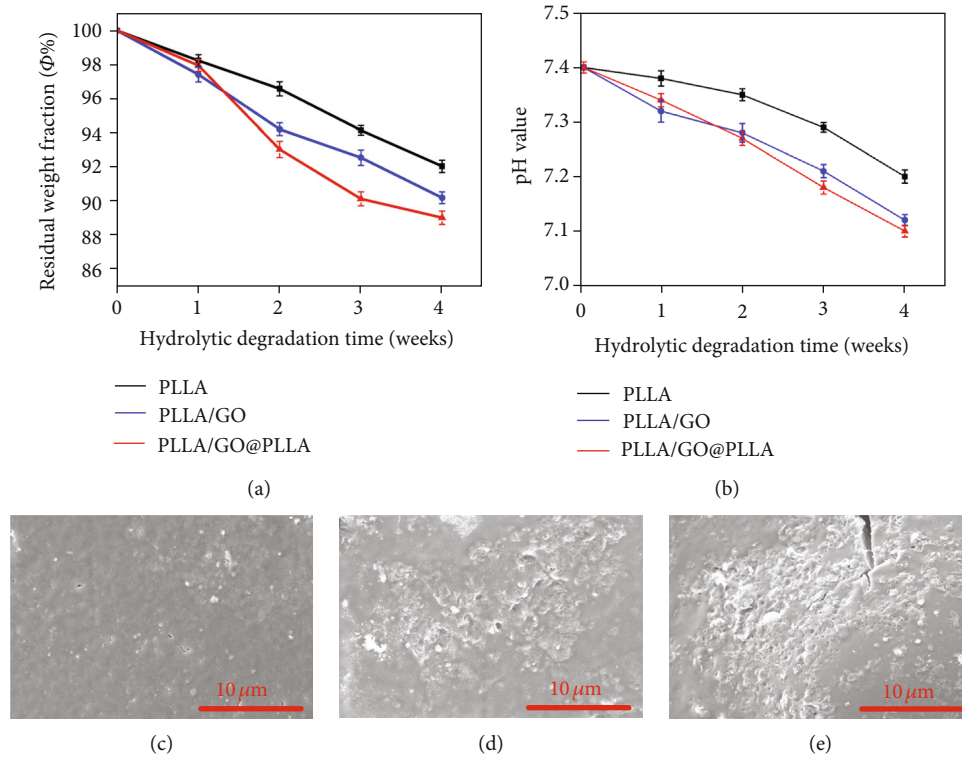 100
98
96
94
92
90
88
86
Residual weight fraction (Φ%)
0 1 2 3 4
Hydrolytic degradation time (weeks)
PLLA
PLLA/GO
PLLA/GO@PLLA
(a)
7.5
7.4
7.3
7.2
7.1
7.0
pH value
0 1 2 3 4
Hydrolytic degradation time (weeks)
PLLA
PLLA/GO
PLLA/GO@PLLA
(b)
10 μm
(c)
10 μm
(d)
10 μm
(e)